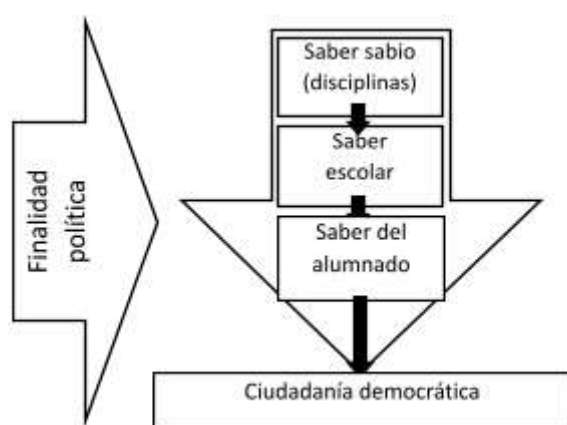 Finalidad
política
Saber sabio
(disciplinas)
Saber
escolar
Saber del
alumnado
Ciudadanía democrática